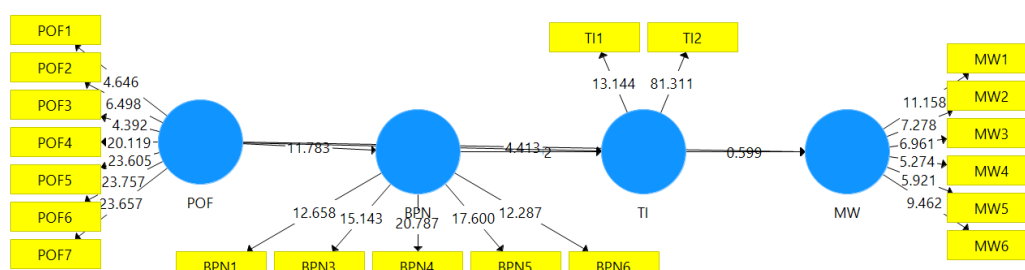 POF1
POF2
POF3
POF4
POF5
POF6
POF7
4.646
6.498
4.392
20.119
23.605
23.757
23.657
POF
11.783
BPN
12.658
15.143
20.787
17.600
12.287
BPN1
BPN3
BPN4
BPN5
BPN6
4.413
2
TI1
TI2
13.144
81.311
TI
0.599
MW
11.158
7.278
6.961
5.274
5.921
9.462
MW1
MW2
MW3
MW4
MW5
MW6